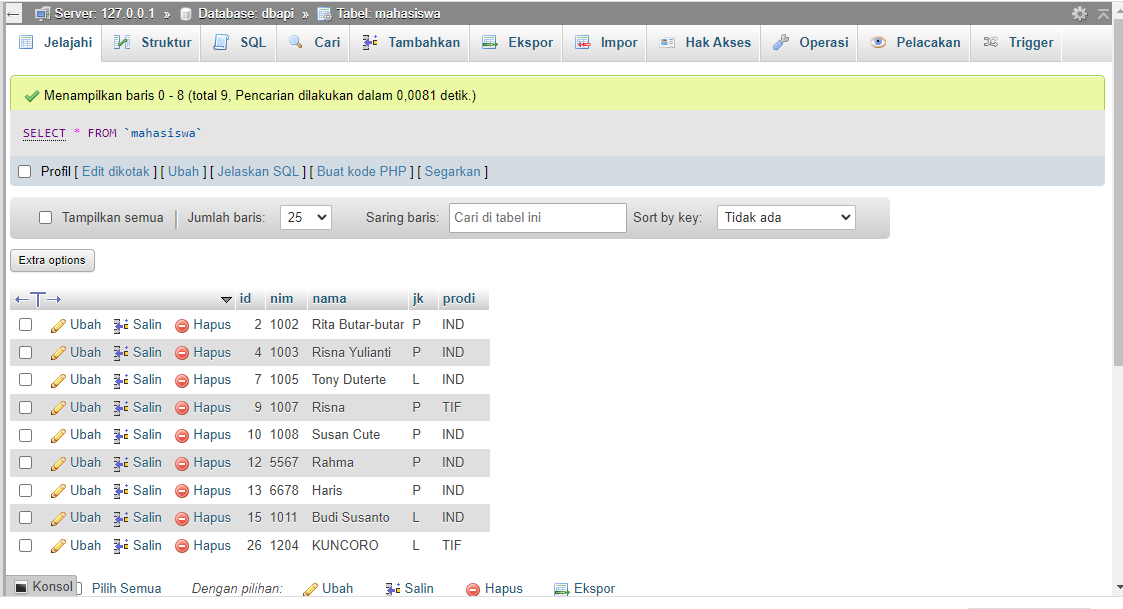 Server: 127.0.0.1 » Database: dbapi » Tabel: mahasiswa
Jelajahi Struktur SQL Cari Tambahkan Ekspor Impor Hak Akses Operasi Pelacakan Trigger
Menampilkan baris 0 - 8 (total 9, Pencarian dilakukan dalam 0,0081 detik.)
SELECT * FROM `mahasiswa`
Profil [ Edit dikotak ] [ Ubah ] [ Jelaskan SQL ] [ Buat kode PHP ] [ Segarkan ]
Tampilkan semua | Jumlah baris: 25 Saring baris: Cari di tabel ini Sort by key: Tidak ada
Extra options
←T→ id nim nama jk prodi
Ubah Salin Hapus 2 1002 Rita Butar-butar P IND
Ubah Salin Hapus 4 1003 Risna Yulianti P IND
Ubah Salin Hapus 7 1005 Tony Duterte L IND
Ubah Salin Hapus 9 1007 Risna P TIF
Ubah Salin Hapus 10 1008 Susan Cute P IND
Ubah Salin Hapus 12 5567 Rahma P IND
Ubah Salin Hapus 13 6678 Haris P IND
Ubah Salin Hapus 15 1011 Budi Susanto L IND
Ubah Salin Hapus 26 1204 KUNCORO L TIF
Konsol Pilih Semua Dengan pilihan: Ubah Salin Hapus Ekspor